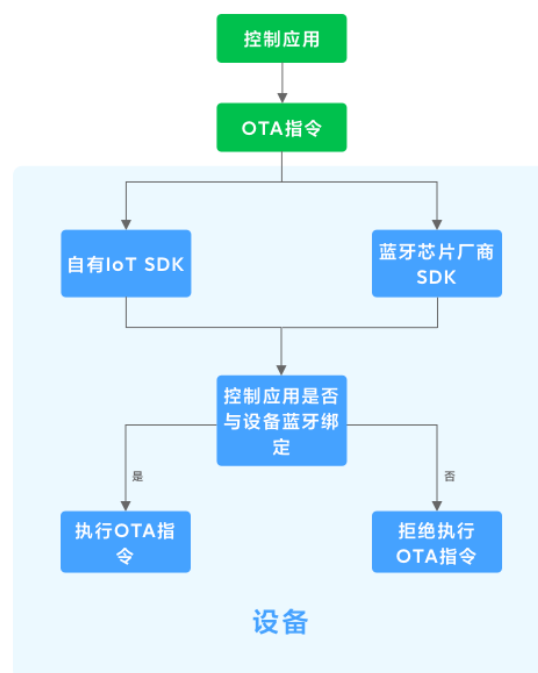 控制应用
OTA指令
自有IoT SDK
蓝牙芯片厂商
SDK
控制应用是否
与设备蓝牙绑
定
是
否
执行OTA指
令
拒绝执行
OTA指令
设备